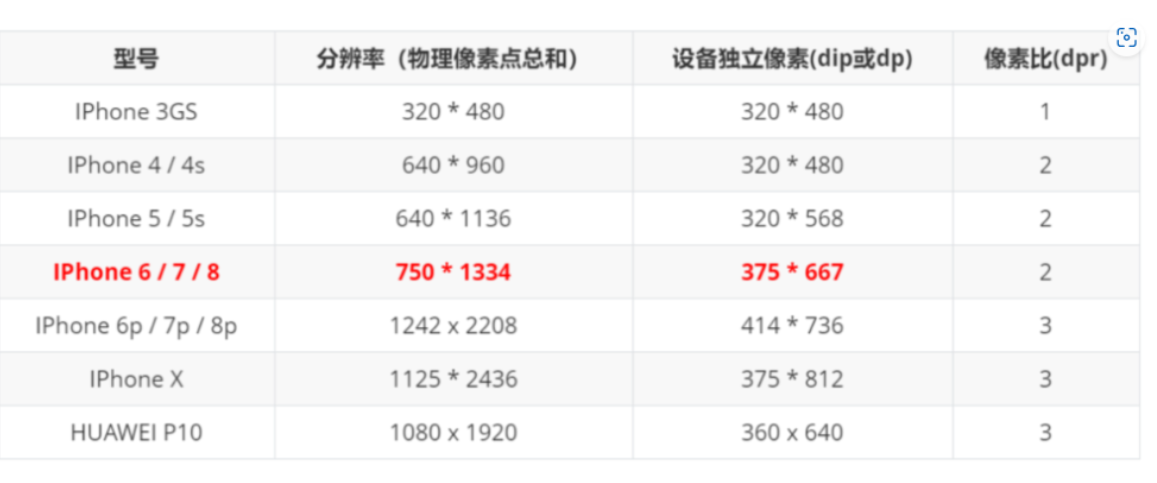 型号 分辨率（物理像素点总和） 设备独立像素(dip或dp) 像素比(dpr)
IPhone 3GS 320 * 480 320 * 480 1
IPhone 4 / 4s 640 * 960 320 * 480 2
IPhone 5 / 5s 640 * 1136 320 * 568 2
IPhone 6 / 7 / 8 750 * 1334 375 * 667 2
IPhone 6p / 7p / 8p 1242 x 2208 414 * 736 3
IPhone X 1125 * 2436 375 * 812 3
HUAWEI P10 1080 x 1920 360 x 640 3